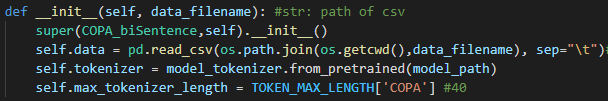 def __init__(self, data_filename): #str: path of csv
super(COPA_biSentence,self).__init__()
self.data = pd.read_csv(os.path.join(os.getcwd(),data_filename), sep="\t")#
self.tokenizer = model_tokenizer.from_pretrained(model_path)
self.max_tokenizer_length = TOKEN_MAX_LENGTH['COPA'] #40